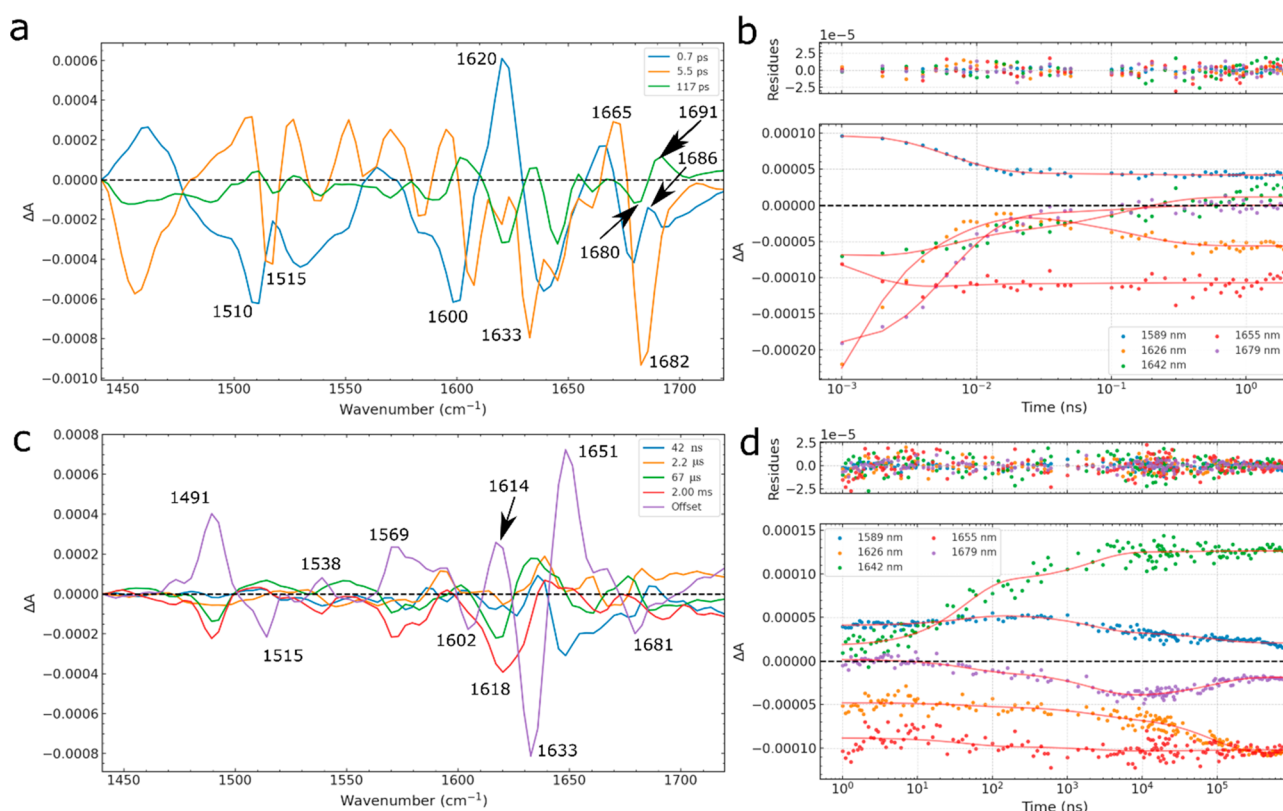 a
0.0006
0.0004
0.0002
0.0000
−0.0002
−0.0004
−0.0006
−0.0008
−0.0010
ΔA
1450
1500
1550
1600
1650
1700
Wavenumber (cm⁻¹)
0.7 ps
5.5 ps
117 ps
1620
1665
1691
1686
1680
1510
1515
1600
1633
1682
b
1e−5
2.5
0.0
−2.5
Residues
0.00010
0.00005
0.00000
−0.00005
−0.00010
−0.00015
−0.00020
ΔA
1589 nm
1626 nm
1642 nm
1655 nm
1679 nm
10⁻³
10⁻²
10⁻¹
10⁰
Time (ns)
c
0.0008
0.0006
0.0004
0.0002
0.0000
−0.0002
−0.0004
−0.0006
−0.0008
ΔA
1450
1500
1550
1600
1650
1700
Wavenumber (cm⁻¹)
42 ns
2.2 μs
67 μs
2.00 ms
Offset
1491
1538
1569
1614
1651
1515
1602
1618
1633
1681
d
1e−5
2.5
0.0
−2.5
Residues
0.00015
0.00010
0.00005
0.00000
−0.00005
−0.00010
ΔA
1589 nm
1626 nm
1642 nm
1655 nm
1679 nm
10⁰
10¹
10²
10³
10⁴
10⁵
Time (ns)